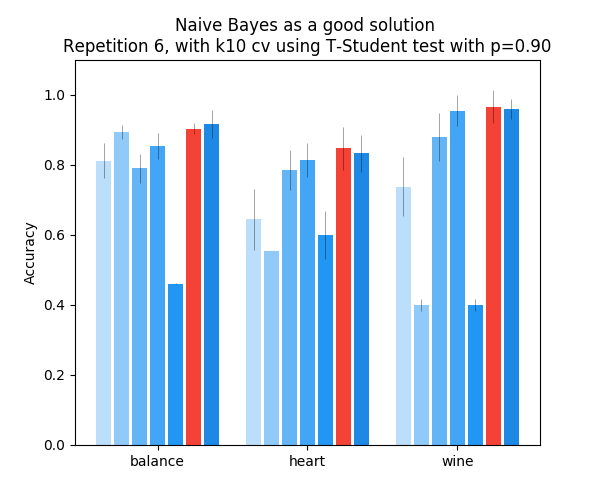 Naive Bayes as a good solution
Repetition 6, with k10 cv using T-Student test with p=0.90
1.0
0.8
0.6
0.4
0.2
0.0
Accuracy
balance
heart
wine